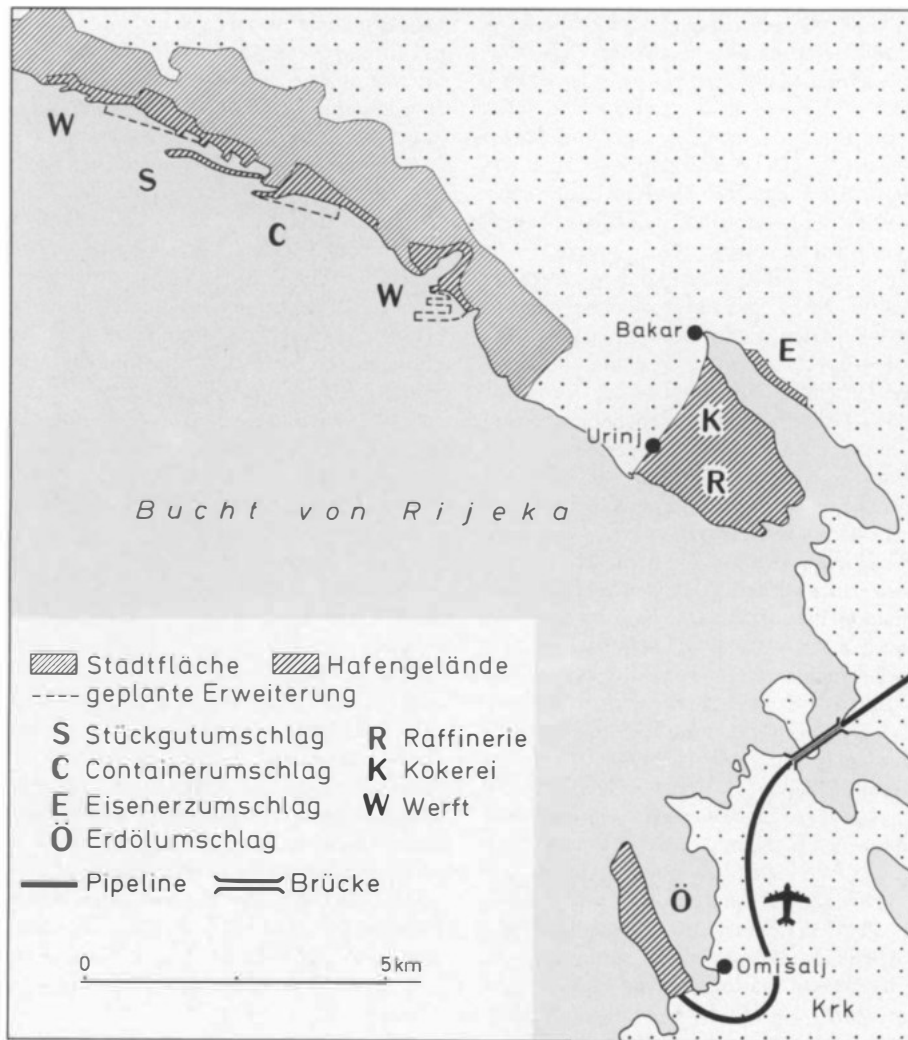 W
S
C
W
Bakar
E
Urinj
K
R
Bucht von Rijeka
Stadtfläche Hafengelände
geplante Erweiterung
S Stückgutumschlag R Raffinerie
C Containerumschlag K Kokerei
E Eisenerzumschlag W Werft
Ö Erdölumschlag
Pipeline Brücke
0 5 km
Ö
Omišalj
Krk